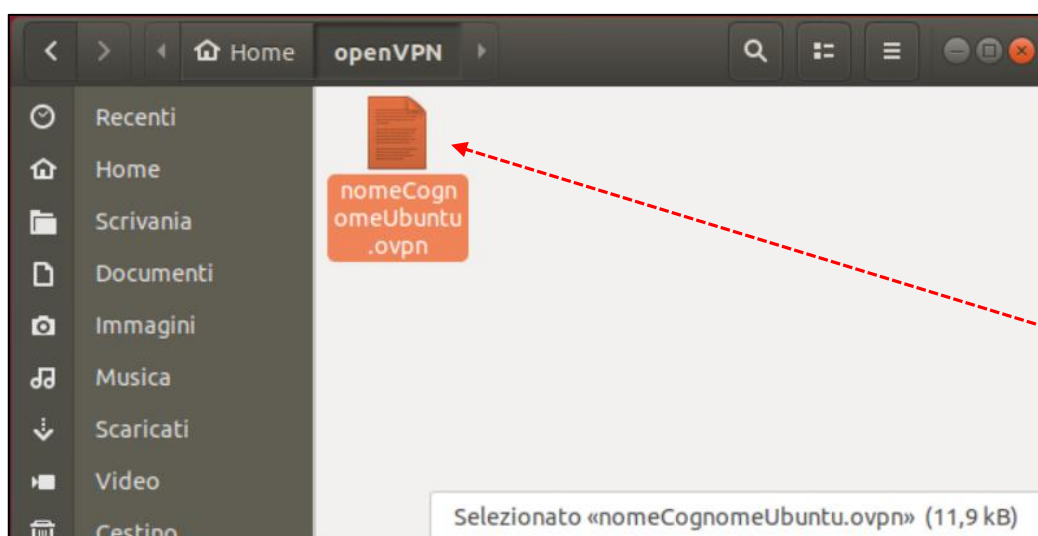 Home openVPN
Recenti
Home
Scrivania
Documenti
Immagini
Musica
Scaricati
Video
Cestino
nomeCogn
omeUbuntu
.ovpn
Selezionato «nomeCognomeUbuntu.ovpn» (11,9 kB)